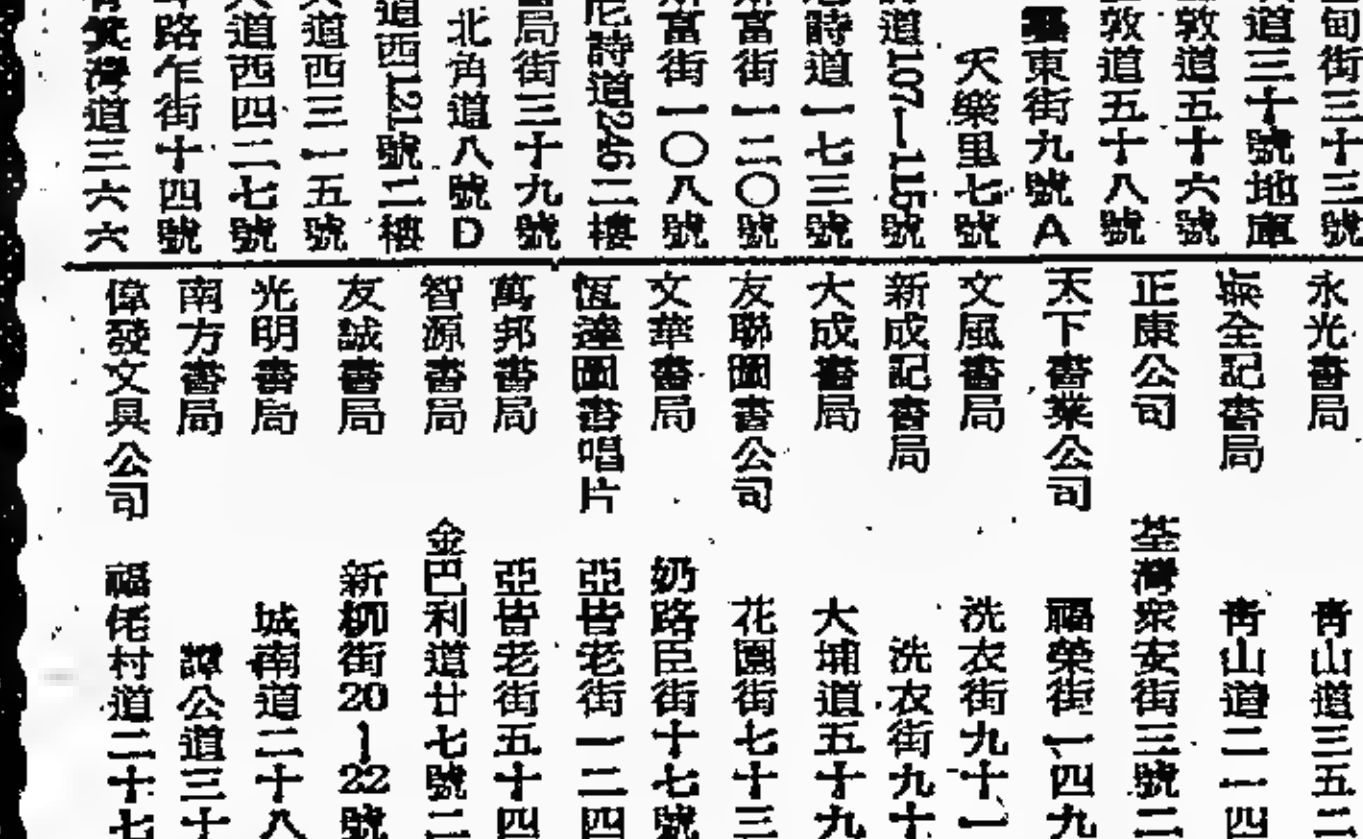 甸街三十三號
道三十號地庫
敦道五十六號
敦道五十八號
東街九號A
天樂里七號
道107—115號
詩道一七三號
富街一二〇號
富街一〇八號
尼詩道246二樓
局街三十九號
北角道八號D
道西121號二樓
道西三一五號
道西四二七號
路乍街十四號
箕灣道三六六
永光書局 青山道三五二
全記書局 青山道二一四
正康公司 荃灣眾安街三號二
天下書業公司 福榮街一四九
文風書局 洗衣街九十一
新成記書局 洗衣街九十
大成書局 大埔道五十九
友聯圖書公司 花園街七十三
文華書局 奶路臣街十七號
恆達圖書唱片 亞皆老街一二四
萬邦書局 亞皆老街五十四
智源書局 金巴利道廿七號二
友誠書局 新柳街20—22號
光明書局 城南道二十八
南方書局 譚公道三十
偉發文具公司 福佬村道二十七